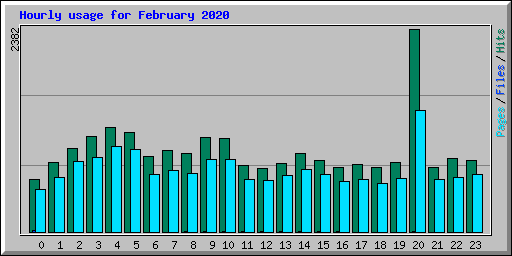 Hourly usage for February 2020
2382
Pages/Files/Hits
0 1 2 3 4 5 6 7 8 9 10 11 12 13 14 15 16 17 18 19 20 21 22 23